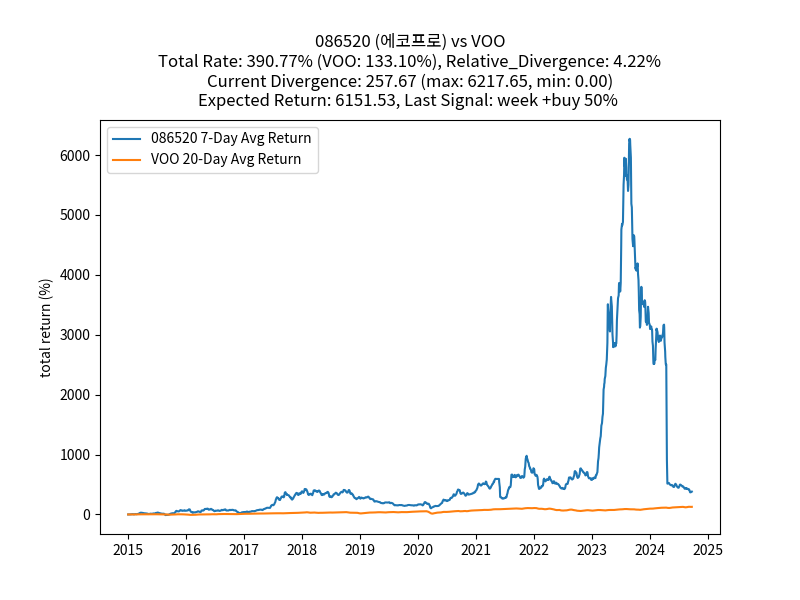 086520 (에코프로) vs VOO
Total Rate: 390.77% (VOO: 133.10%), Relative_Divergence: 4.22%
Current Divergence: 257.67 (max: 6217.65, min: 0.00)
Expected Return: 6151.53, Last Signal: week +buy 50%
086520 7-Day Avg Return
VOO 20-Day Avg Return
total return (%)
6000
5000
4000
3000
2000
1000
0
2015 2016 2017 2018 2019 2020 2021 2022 2023 2024 2025